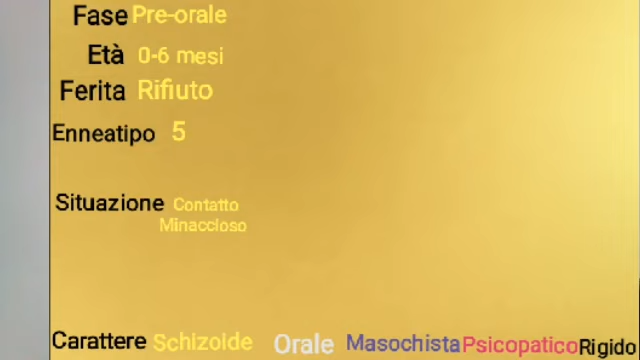 Fase Pre-orale
Età 0-6 mesi
Ferita Rifiuto
Enneatipo 5
Situazione Contatto
Minaccioso
Carattere Schizoide Orale Masochista Psicopatico Rigido